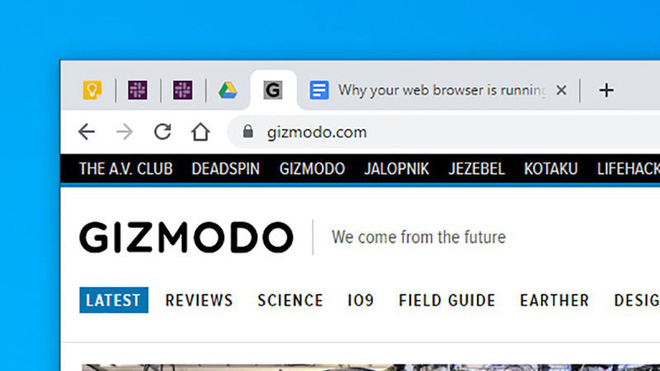 G Why your web browser is runnin
gizmodo.com
THE A.V. CLUB DEADSPIN GIZMODO JALOPNIK JEZEBEL KOTAKU LIFEHACK
GIZMODO We come from the future
LATEST REVIEWS SCIENCE IO9 FIELD GUIDE EARTHER DESIG